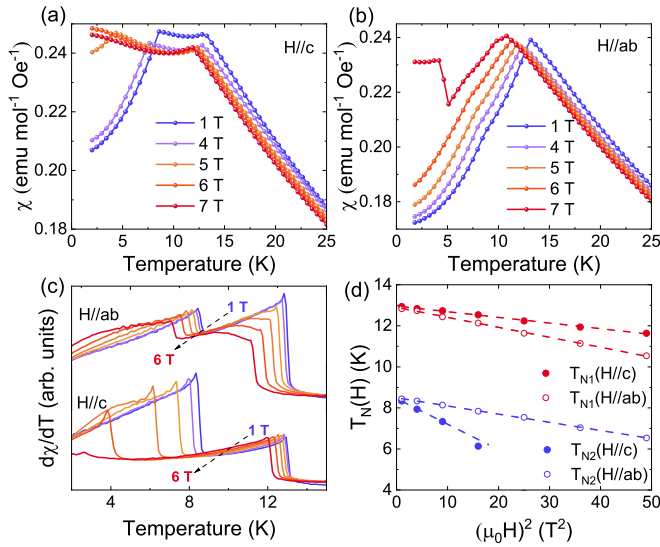 (a)
H//c
χ (emu mol⁻¹ Oe⁻¹)
0.24
0.22
0.20
0.18
1 T
4 T
5 T
6 T
7 T
0 5 10 15 20 25
Temperature (K)
(b)
H//ab
χ (emu mol⁻¹ Oe⁻¹)
0.24
0.22
0.20
0.18
1 T
4 T
5 T
6 T
7 T
0 5 10 15 20 25
Temperature (K)
(c)
H//ab
1 T
6 T
H//c
1 T
6 T
dχ/dT (arb. units)
4 8 12
Temperature (K)
(d)
T_N(H) (K)
14
12
10
8
6
4
T_N1(H//c)
T_N1(H//ab)
T_N2(H//c)
T_N2(H//ab)
0 10 20 30 40 50
(μ₀H)² (T²)